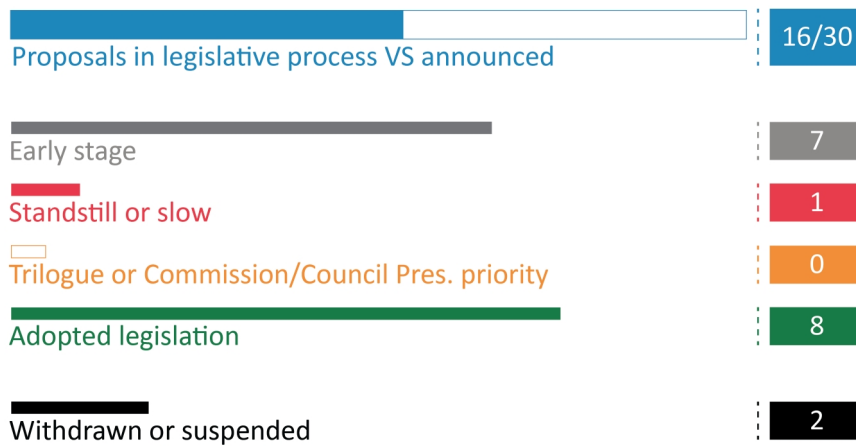 16/30
Proposals in legislative process VS announced
7
Early stage
1
Standstill or slow
0
Trilogue or Commission/Council Pres. priority
8
Adopted legislation
2
Withdrawn or suspended